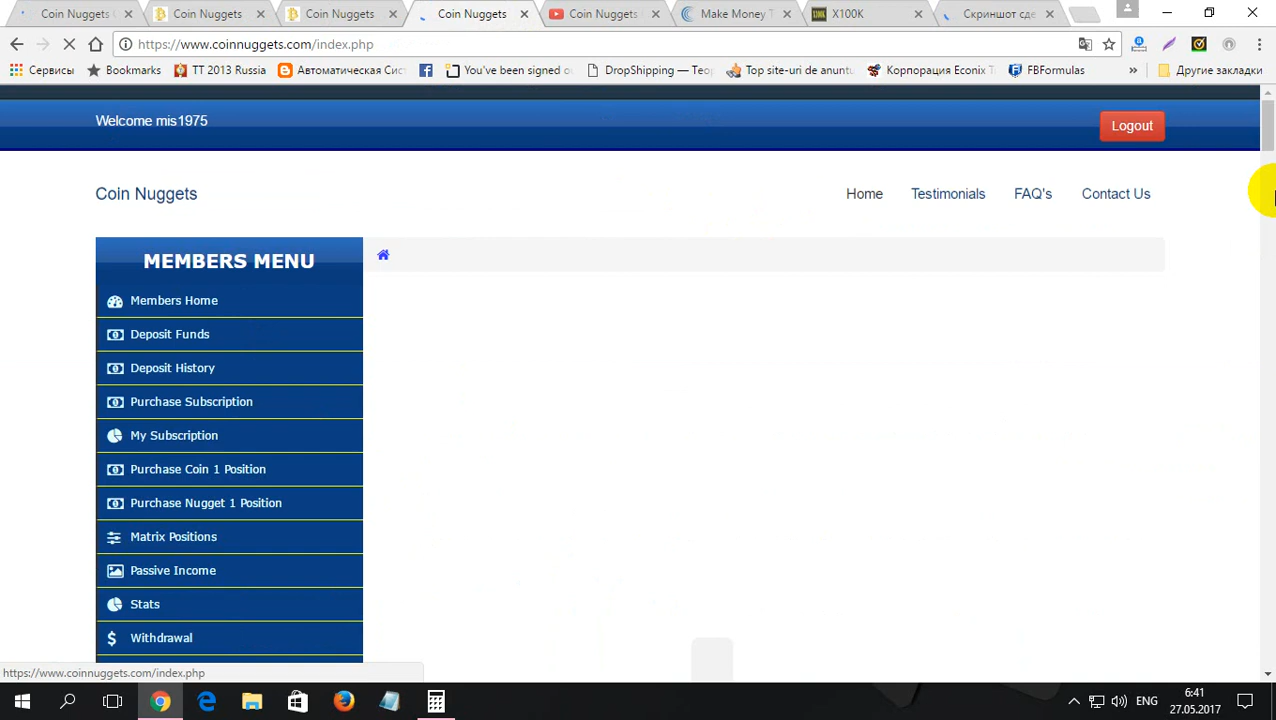 Coin Nuggets
Coin Nuggets
Coin Nuggets
Coin Nuggets
Coin Nuggets
Make Money T
X100K
Скриншот сде
https://www.coinnuggets.com/index.php
Сервисы
Bookmarks
TT 2013 Russia
Автоматическая Сис
You've been signed o
DropShipping — Теор
Top site-uri de anuntu
Корпорация Econix Te
FBFormulas
»
Другие закладки
Welcome mis1975
Logout
Coin Nuggets
Home
Testimonials
FAQ's
Contact Us
MEMBERS MENU
Members Home
Deposit Funds
Deposit History
Purchase Subscription
My Subscription
Purchase Coin 1 Position
Purchase Nugget 1 Position
Matrix Positions
Passive Income
Stats
Withdrawal
https://www.coinnuggets.com/index.php
ENG
6:41
27.05.2017